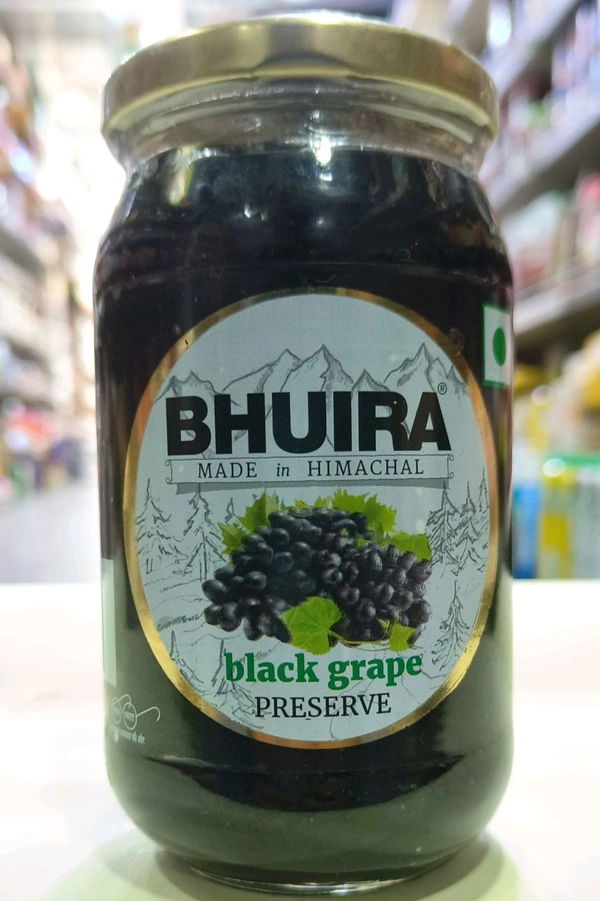 BHUIRA®
MADE in HIMACHAL
black grape
PRESERVE